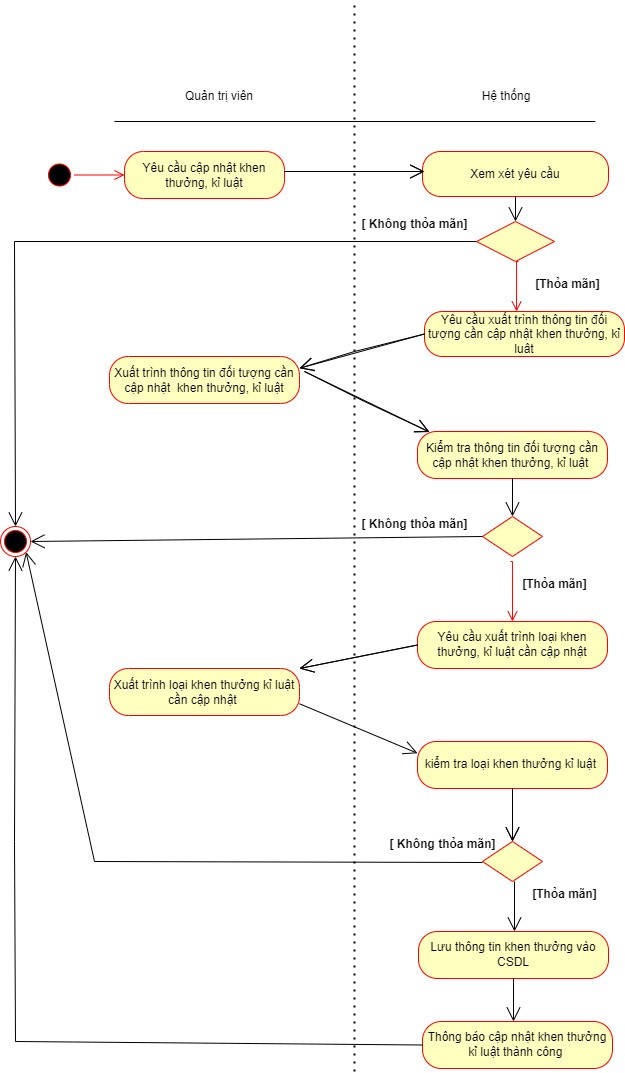 Quản trị viên
Hệ thống
Yêu cầu cập nhật khen
thưởng, kỉ luật
Xem xét yêu cầu
[ Không thỏa mãn]
[Thỏa mãn]
Yêu cầu xuất trình thông tin đối
tượng cần cập nhật khen thưởng, kỉ
luật
Xuất trình thông tin đối tượng cần
cập nhật khen thưởng, kỉ luật
Kiểm tra thông tin đối tượng cần
cập nhật khen thưởng, kỉ luật
[ Không thỏa mãn]
[Thỏa mãn]
Yêu cầu xuất trình loại khen
thưởng, kỉ luật cần cập nhật
Xuất trình loại khen thưởng kỉ luật
cần cập nhật
kiểm tra loại khen thưởng kỉ luật
[ Không thỏa mãn]
[Thỏa mãn]
Lưu thông tin khen thưởng vào
CSDL
Thông báo cập nhật khen thưởng
kỉ luật thành công